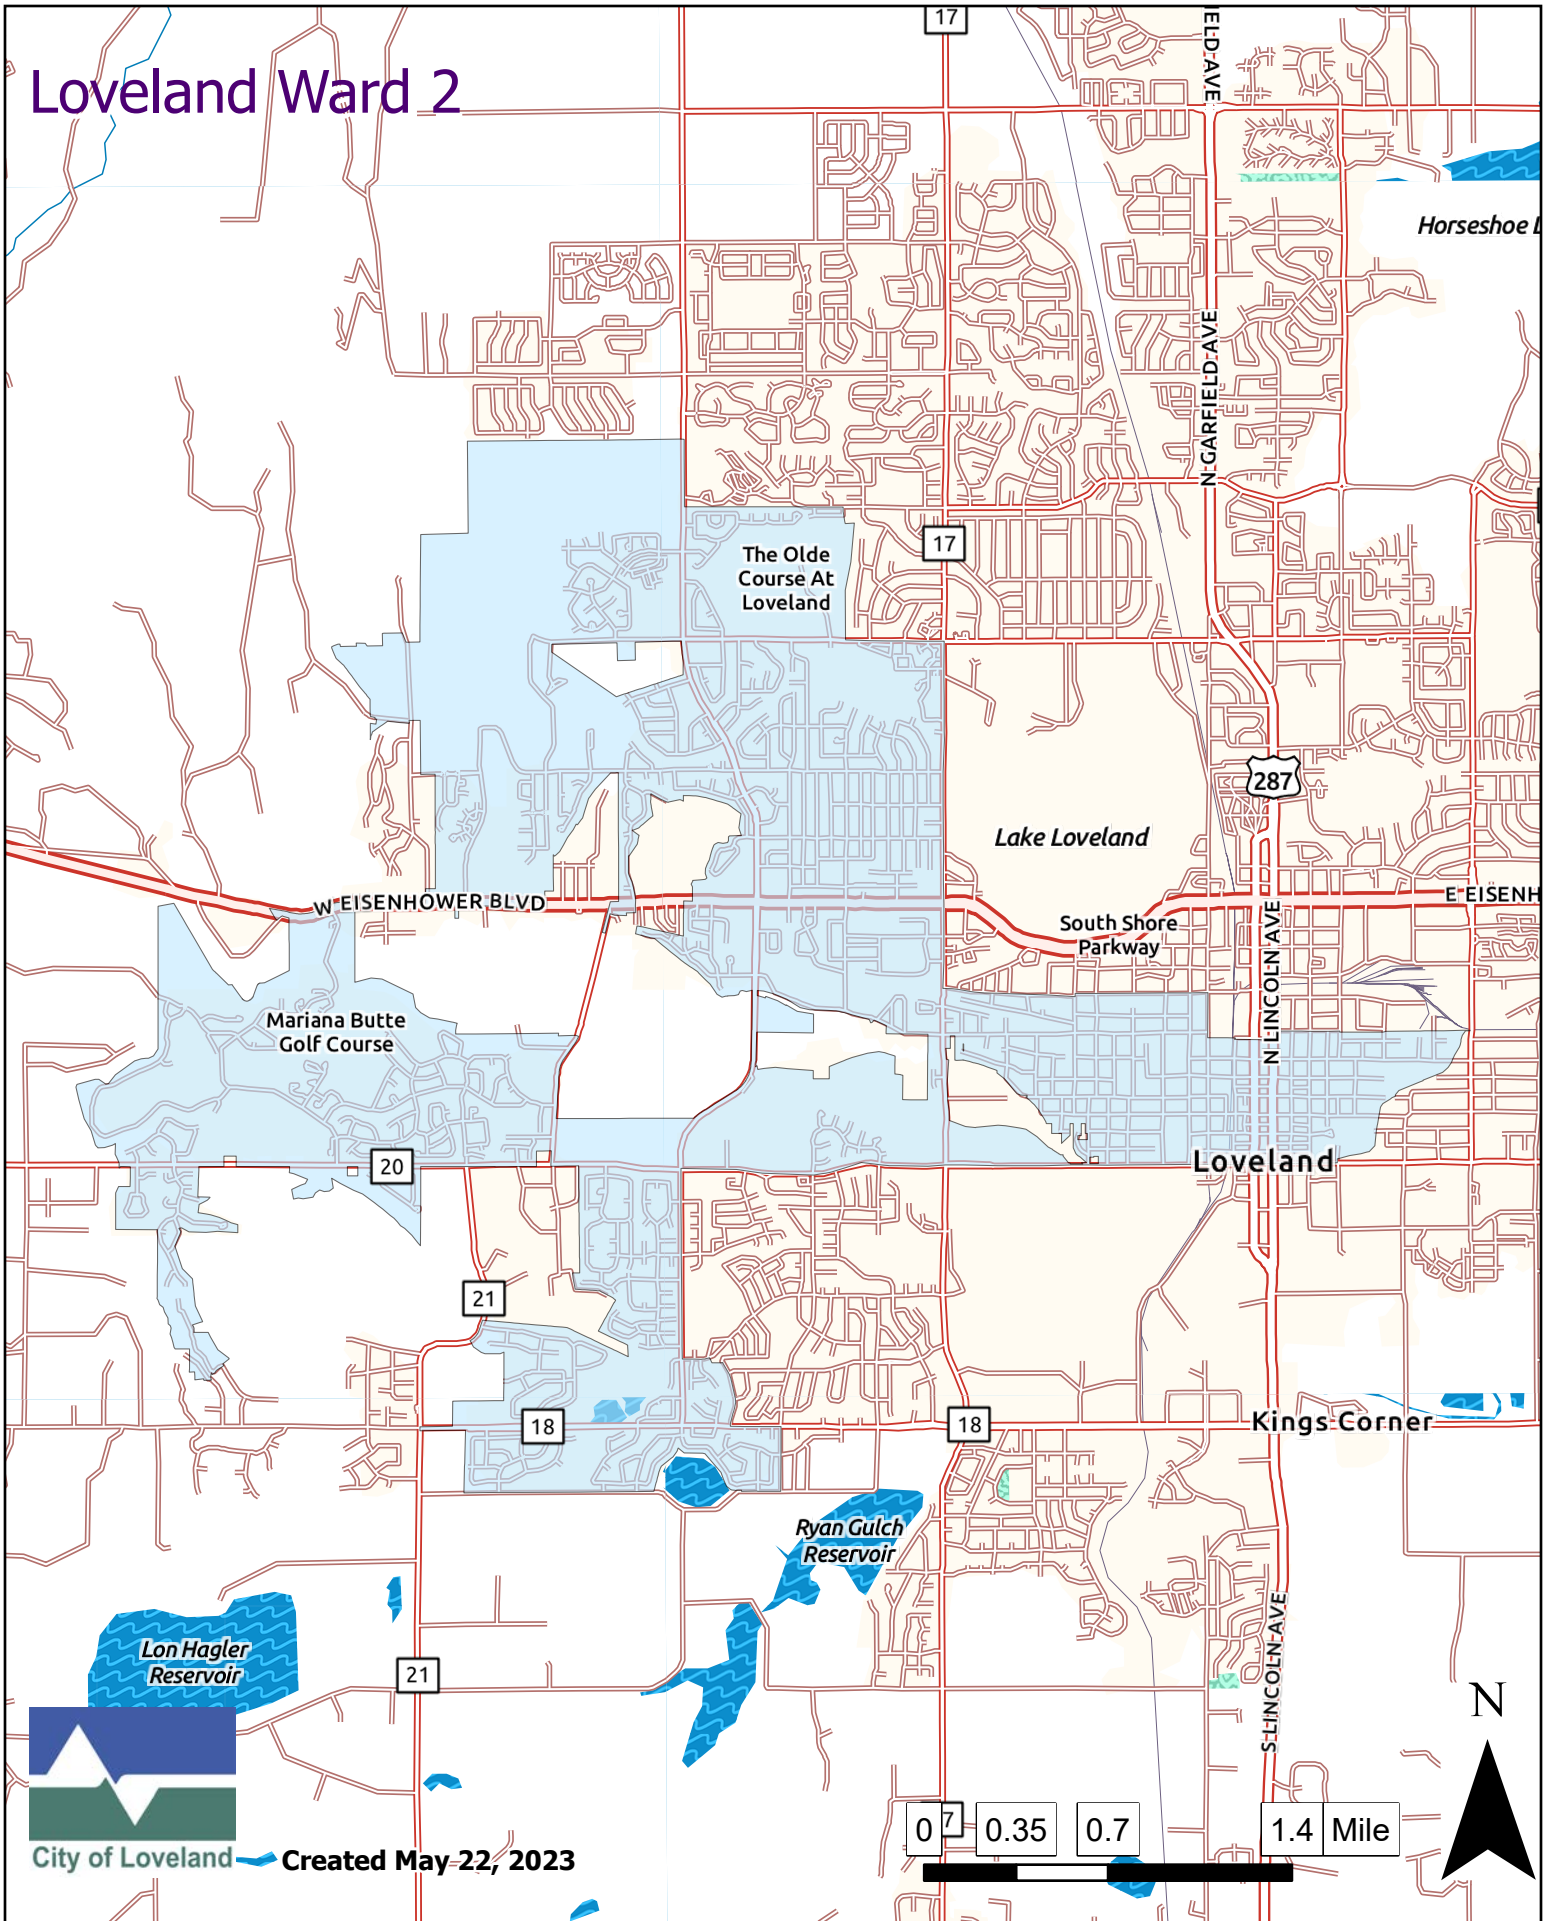 17
IELD AVE
Loveland Ward 2
Horseshoe L
N GARFIELD AVE
The Olde
Course At
Loveland
17
287
Lake Loveland
W EISENHOWER BLVD
E EISENH
South Shore
Parkway
N LINCOLN AVE
Mariana Butte
Golf Course
20
Loveland
21
18
18
Kings Corner
Ryan Gulch
Reservoir
Lon Hagler
Reservoir
21
S LINCOLN AVE
N
0
7
0.35
0.7
1.4
Mile
City of Loveland
Created May 22, 2023